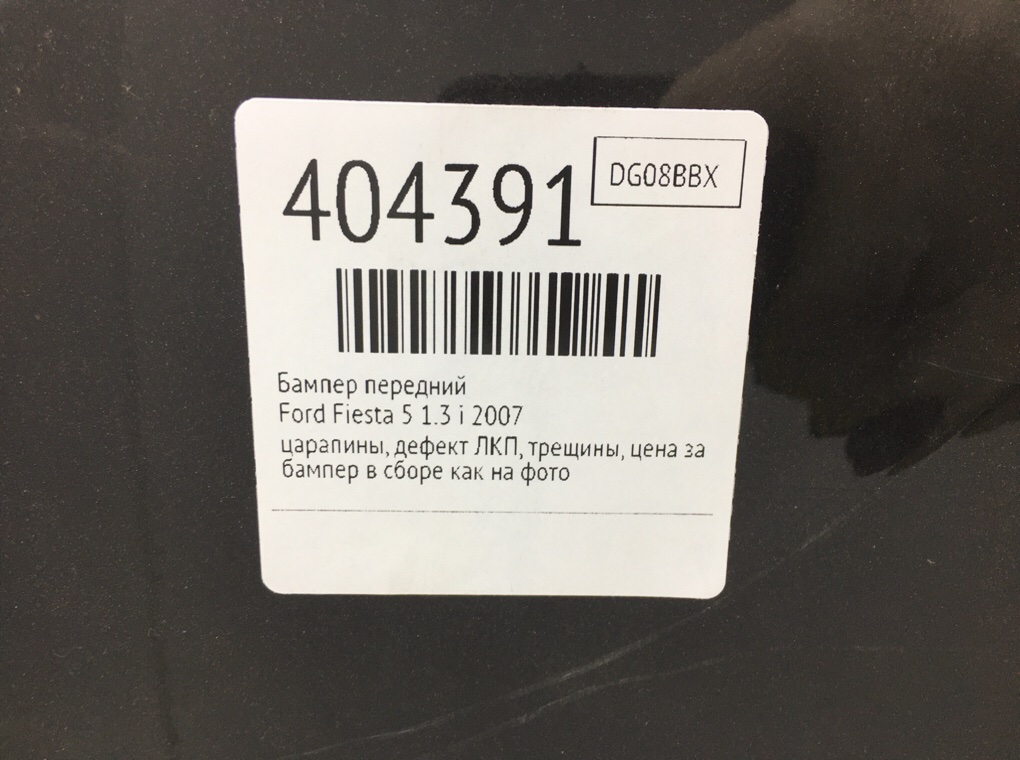 404391
DG08BBX
Бампер передний
Ford Fiesta 5 1.3 i 2007
царапины, дефект ЛКП, трещины, цена за
бампер в сборе как на фото